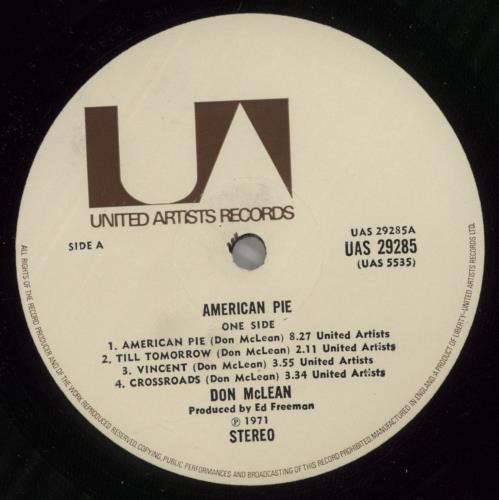 UA
UNITED ARTISTS RECORDS
SIDE A
UAS 29285A
UAS 29285
(UAS 5535)
AMERICAN PIE
ONE SIDE
1. AMERICAN PIE (Don McLean) 8.27 United Artists
2. TILL TOMORROW (Don McLean) 2.11 United Artists
3. VINCENT (Don McLean) 3.55 United Artists
4. CROSSROADS (Don McLean) 3.34 United Artists
DON McLEAN
Produced by Ed Freeman
℗ 1971
STEREO
ALL RIGHTS OF THE RECORD PRODUCER AND OF THE OWNER OF THE WORK REPRODUCED RESERVED. COPYING, PUBLIC PERFORMANCES AND BROADCASTING OF THIS RECORD PROHIBITED. MANUFACTURED IN ENGLAND, A PRODUCT OF LIBERTY-UNITED ARTISTS RECORDS LTD.